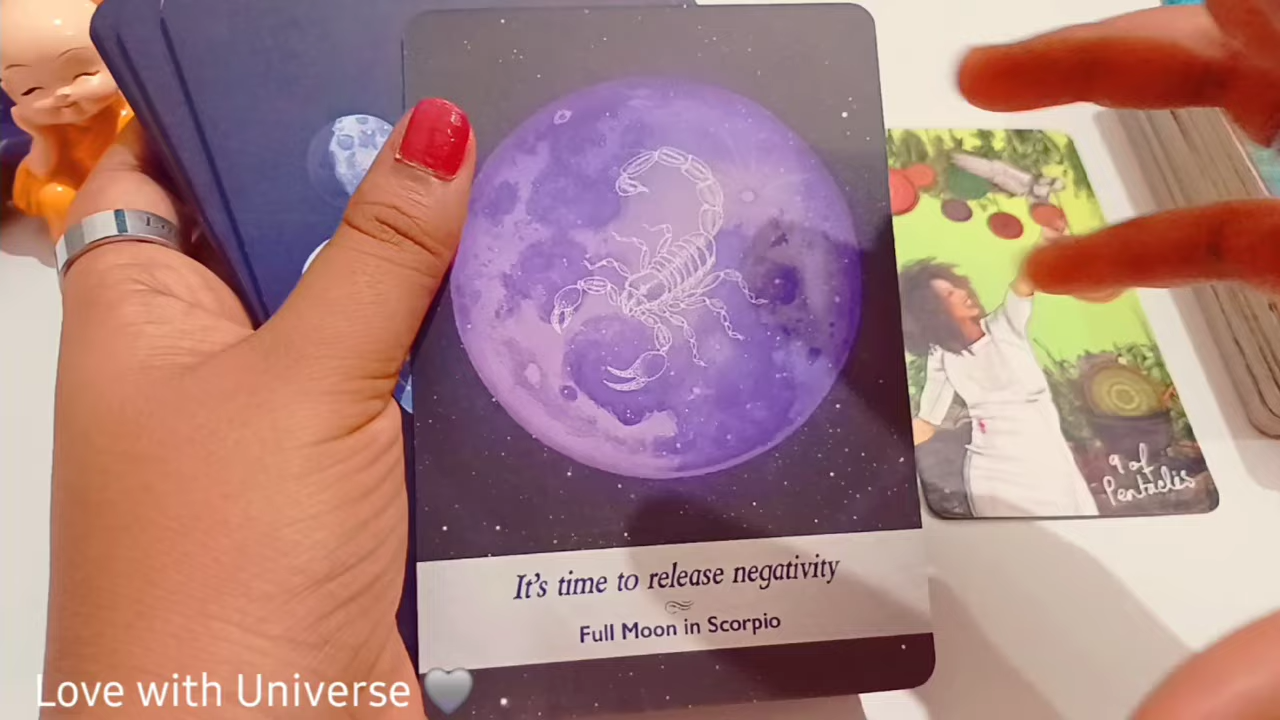 It's time to release negativity
Full Moon in Scorpio
9 of
Pentacles
Love with Universe 🤍